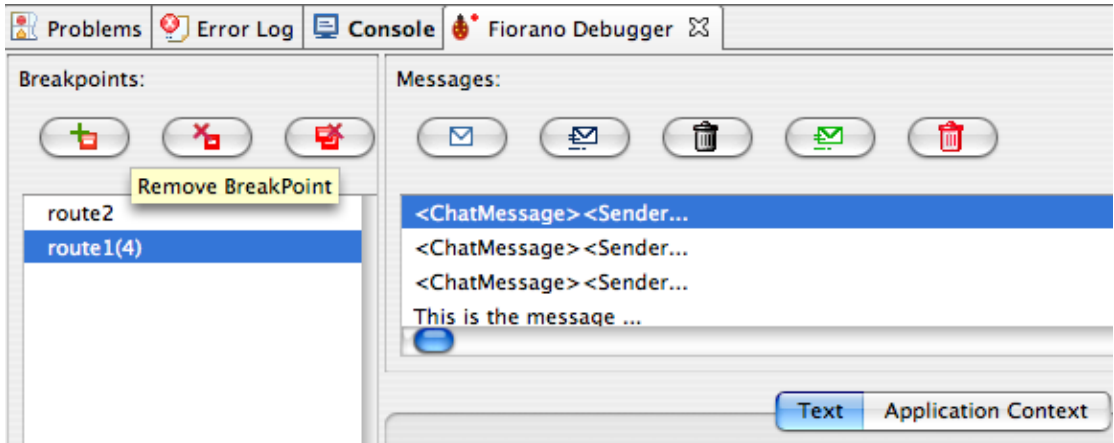 Problems Error Log Console Fiorano Debugger
Breakpoints:
Messages:
Remove BreakPoint
route2
route1(4)
<ChatMessage><Sender...
<ChatMessage><Sender...
<ChatMessage><Sender...
This is the message ...
Text Application Context